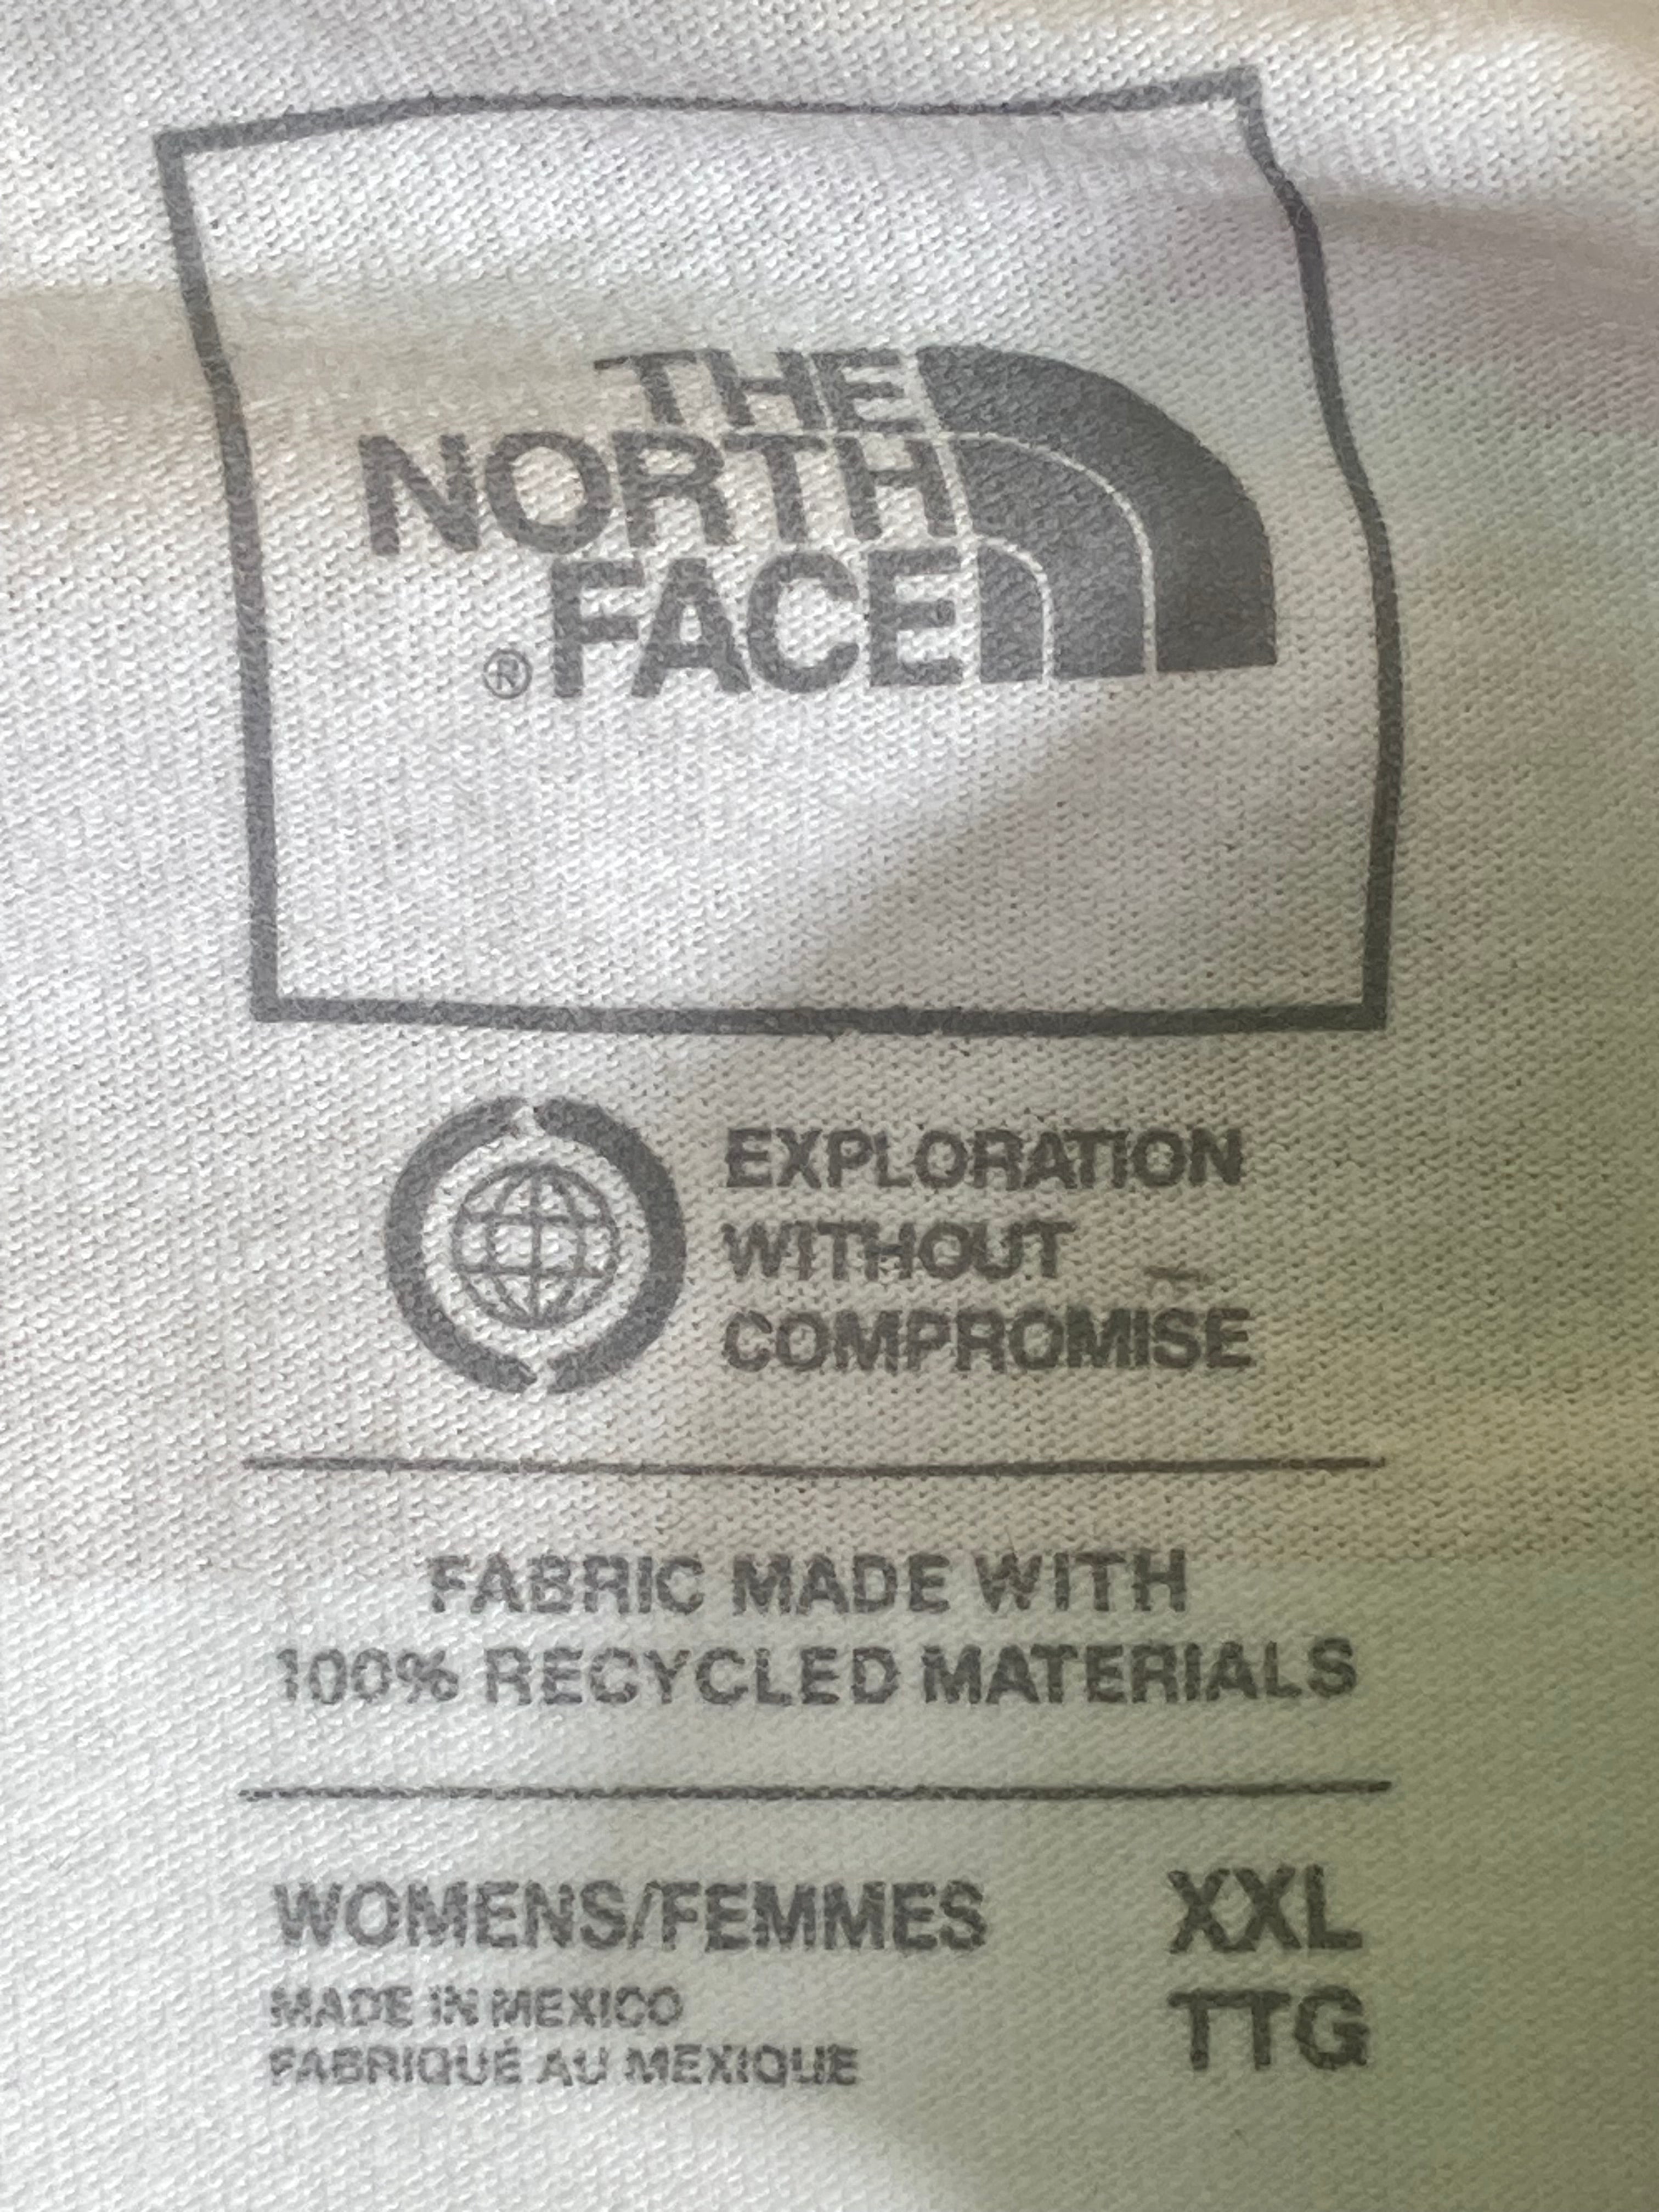 THE
NORTH
FACE
®
EXPLORATION
WITHOUT
COMPROMISE
FABRIC MADE WITH
100% RECYCLED MATERIALS
WOMENS/FEMMES XXL
MADE IN MEXICO TTG
FABRIQUÉ AU MEXIQUE